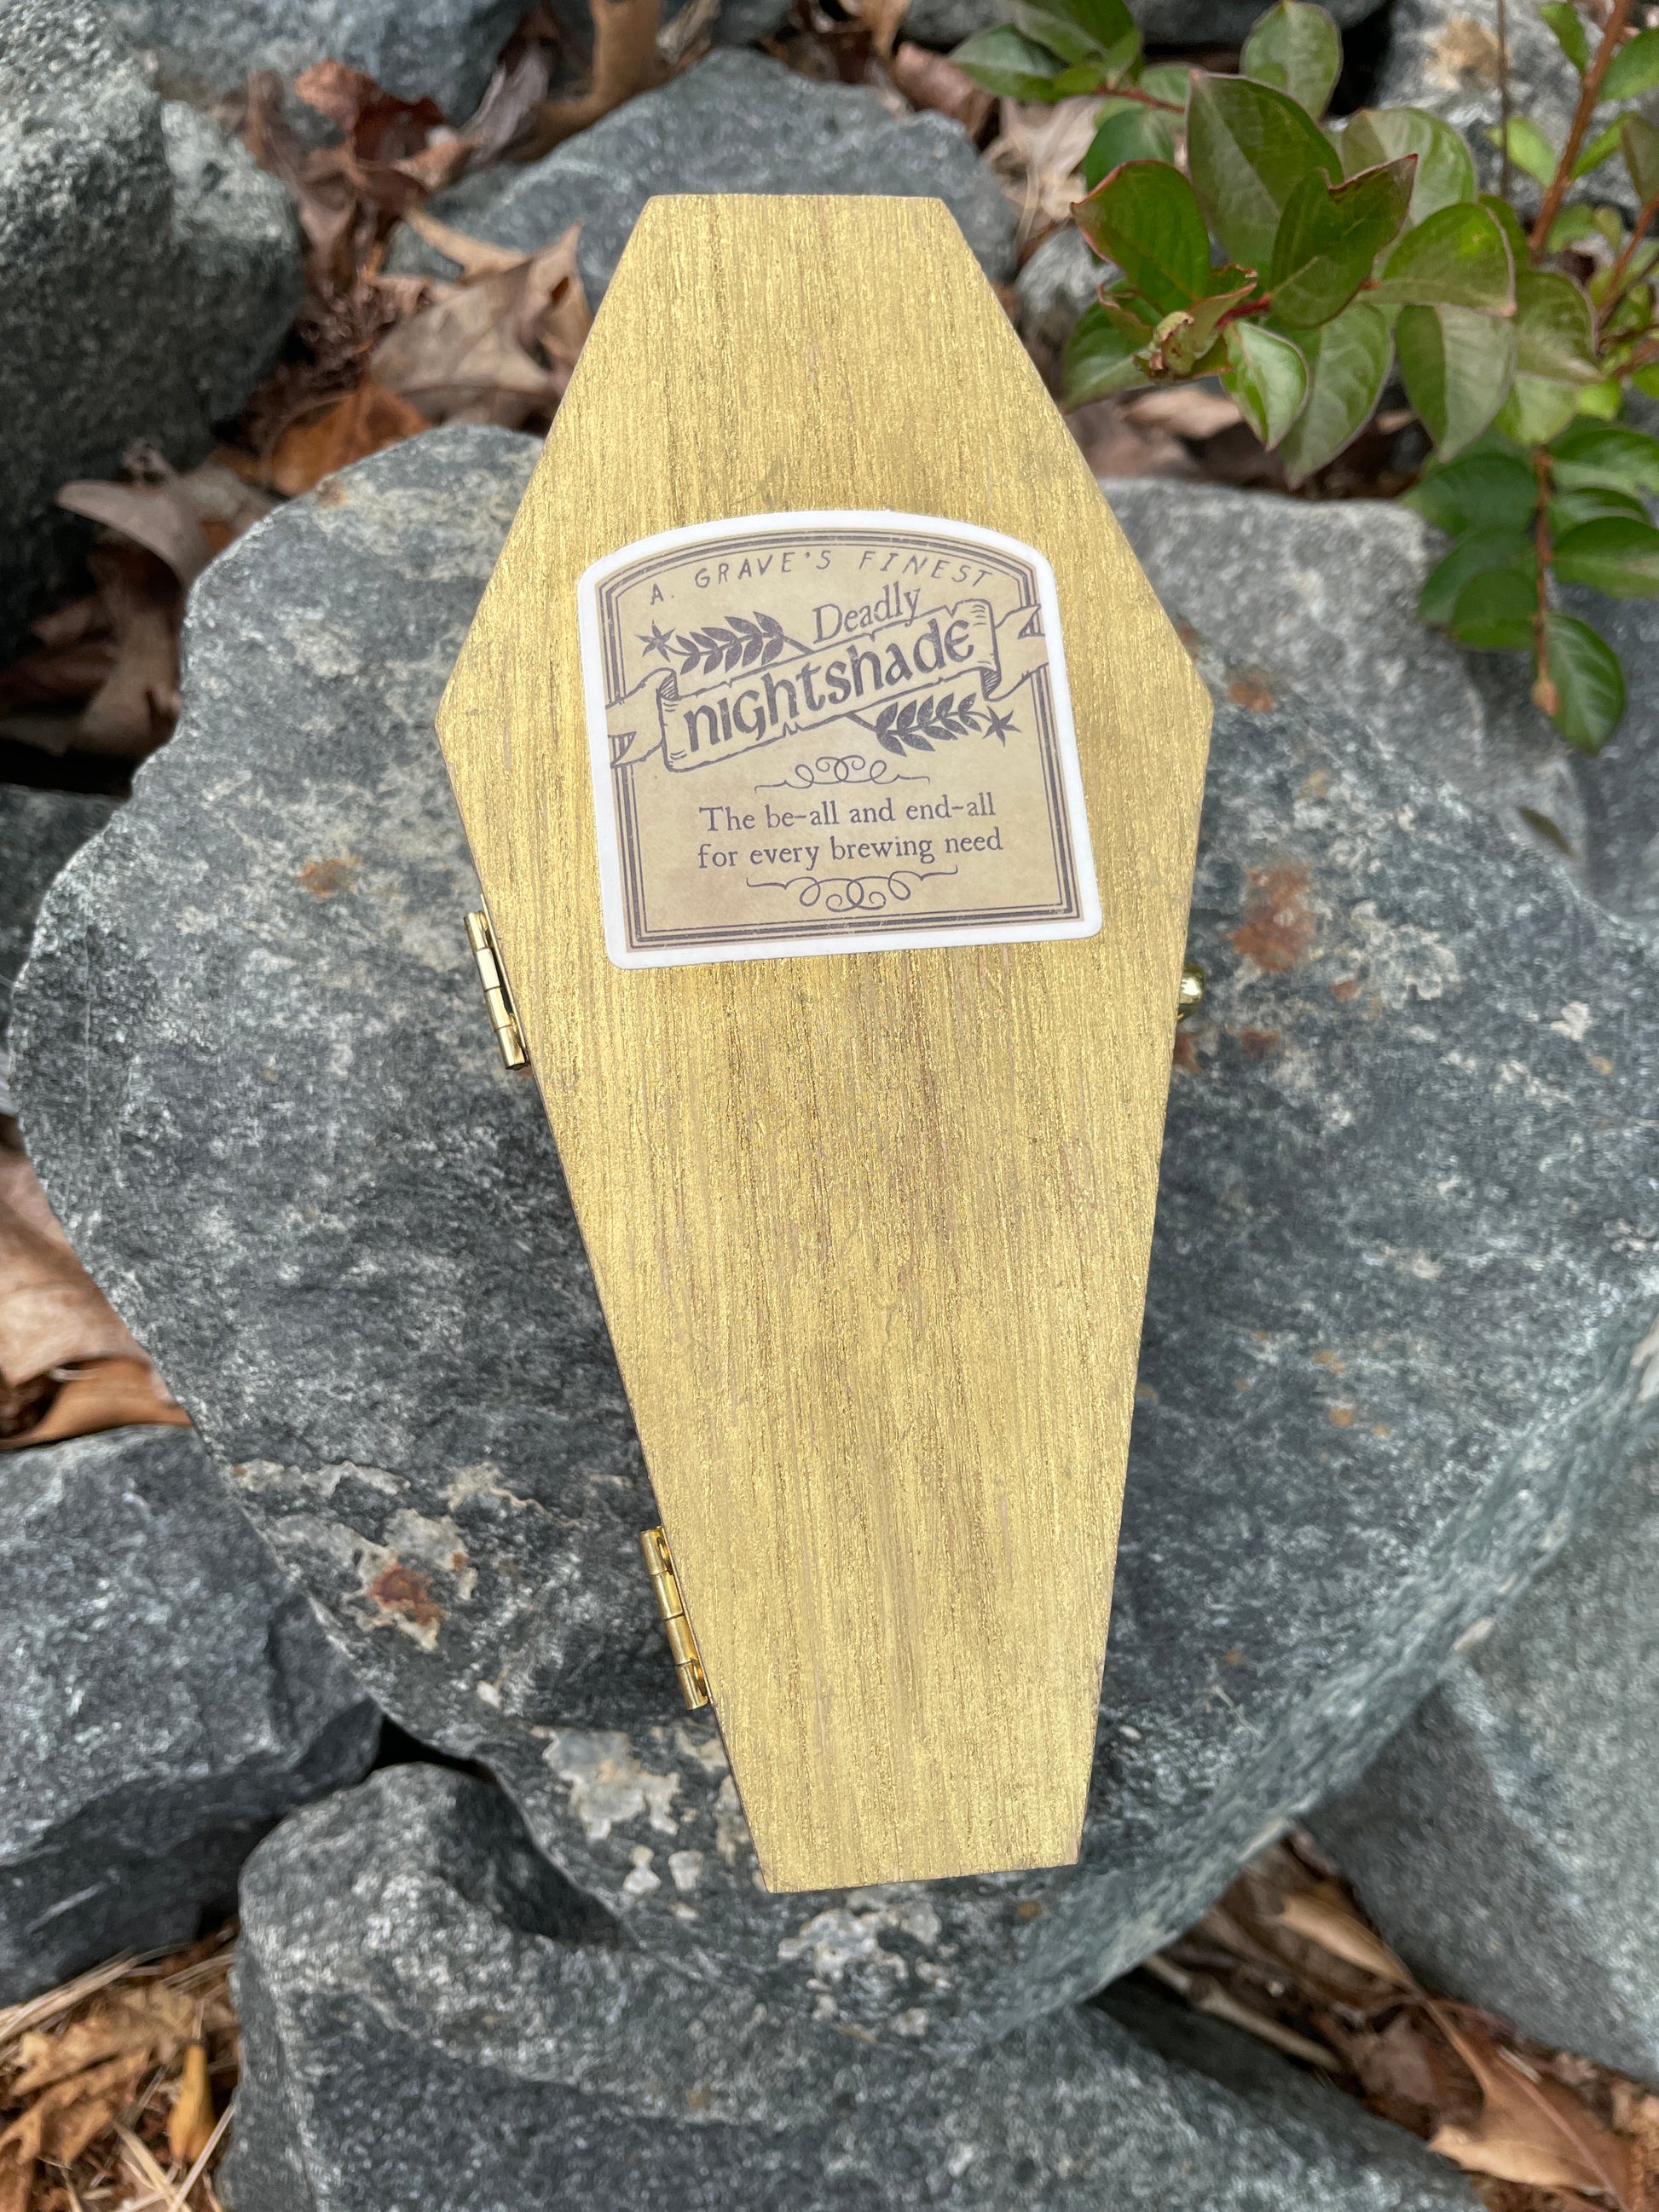 A. GRAVE'S FINEST
Deadly
nIGhtshade
The be-all and end-all
for every brewing need